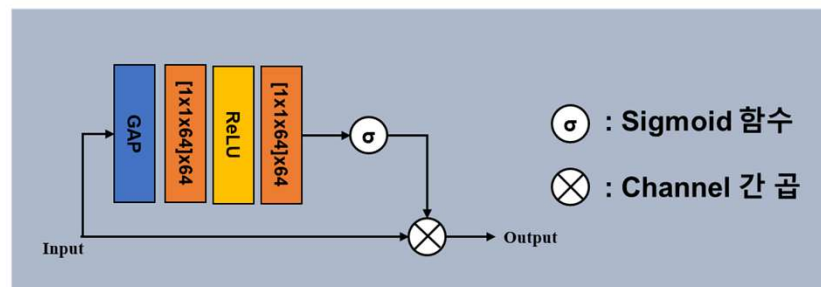 GAP
[1x1x64]x64
ReLU
[1x1x64]x64
σ
σ : Sigmoid 함수
: Channel 간 곱
Input
Output